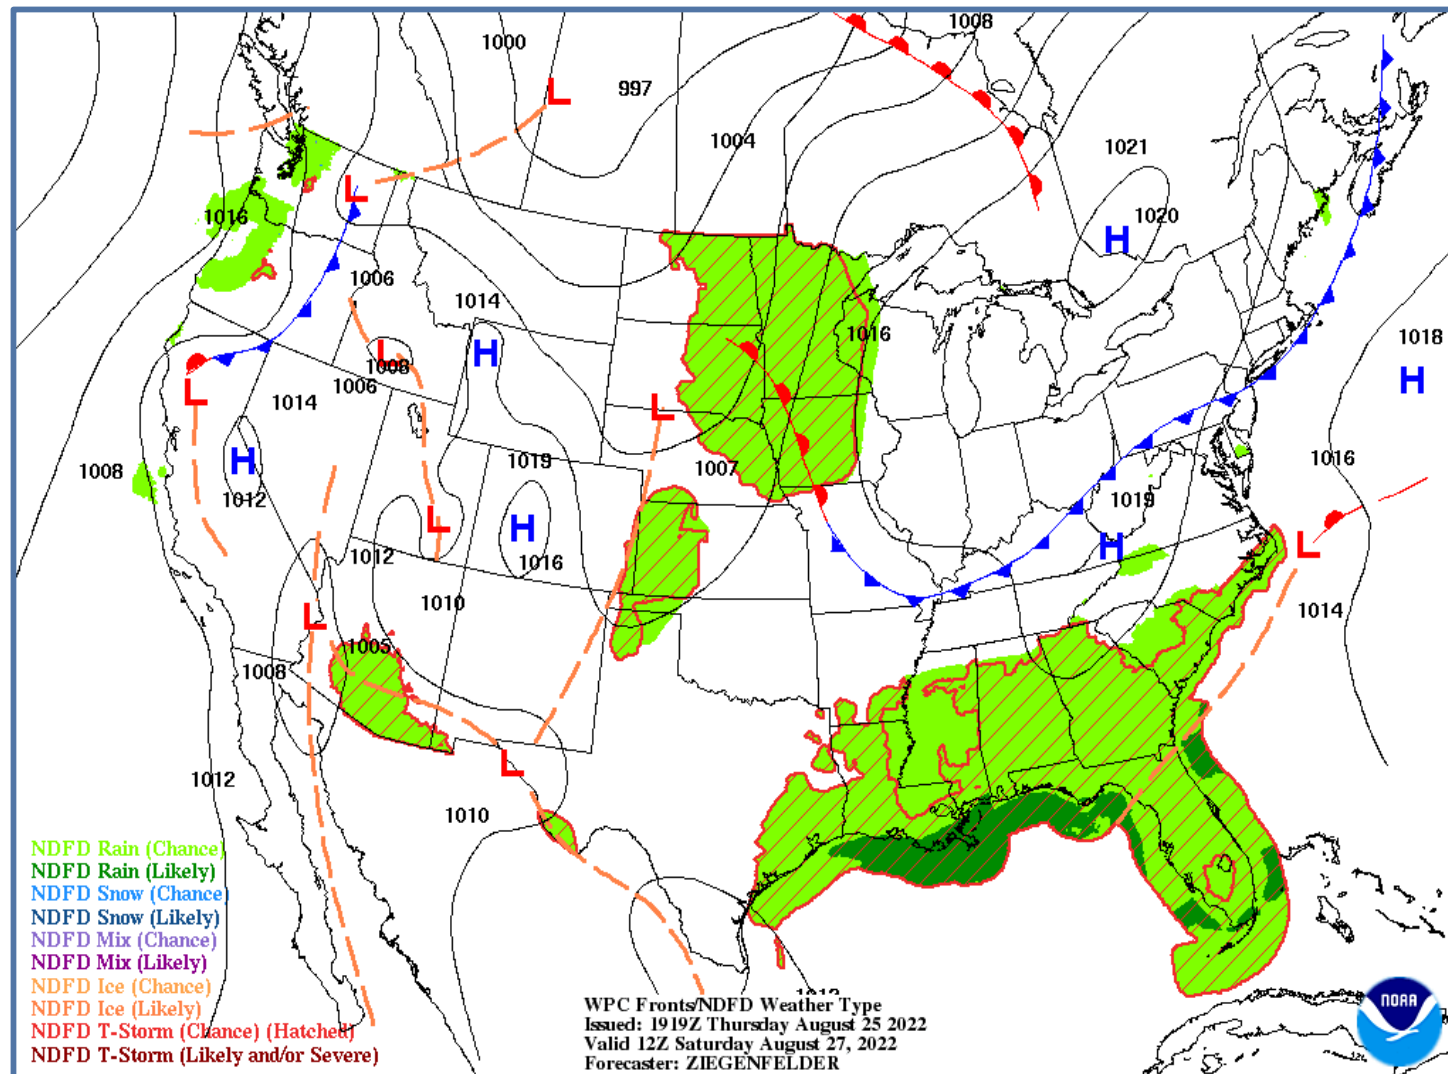 1000
1008
997
1004
1021
1020
1016
1006
1014
1018
1016
L
L
H
H
L
1008
1006
H
H
L
L
1014
1008
1019
1007
1016
H
1012
1019
L
H
1016
1012
H
L
1010
1014
L
1005
1008
L
1012
1010
NDFD Rain (Chance)
NDFD Rain (Likely)
NDFD Snow (Chance)
NDFD Snow (Likely)
NDFD Mix (Chance)
NDFD Mix (Likely)
NDFD Ice (Chance)
NDFD Ice (Likely)
NDFD T-Storm (Chance) (Hatched)
NDFD T-Storm (Likely and/or Severe)
WPC Fronts/NDFD Weather Type
Issued: 1919Z Thursday August 25 2022
Valid 12Z Saturday August 27, 2022
Forecaster: ZIEGENFELDER
NOAA